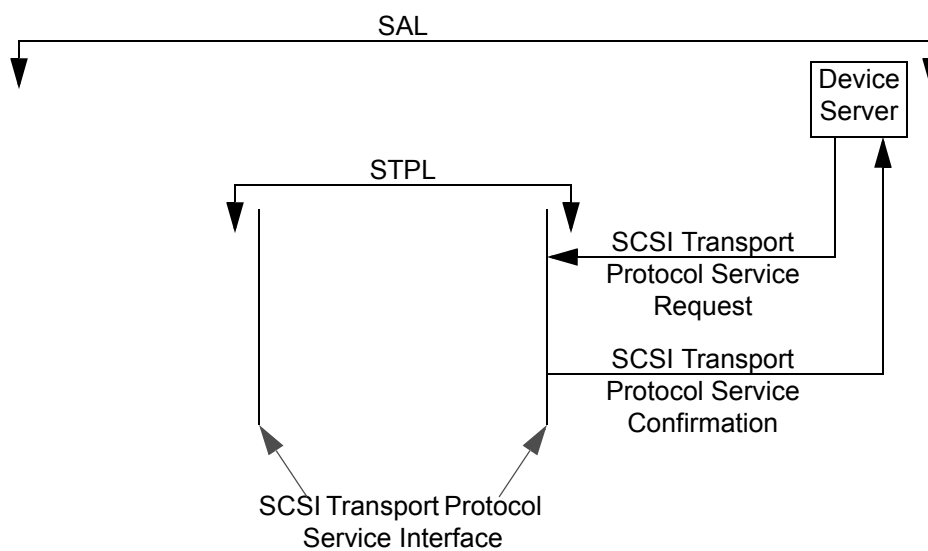 SAL
Device
Server
STPL
SCSI Transport
Protocol Service
Request
SCSI Transport
Protocol Service
Confirmation
SCSI Transport Protocol
Service Interface